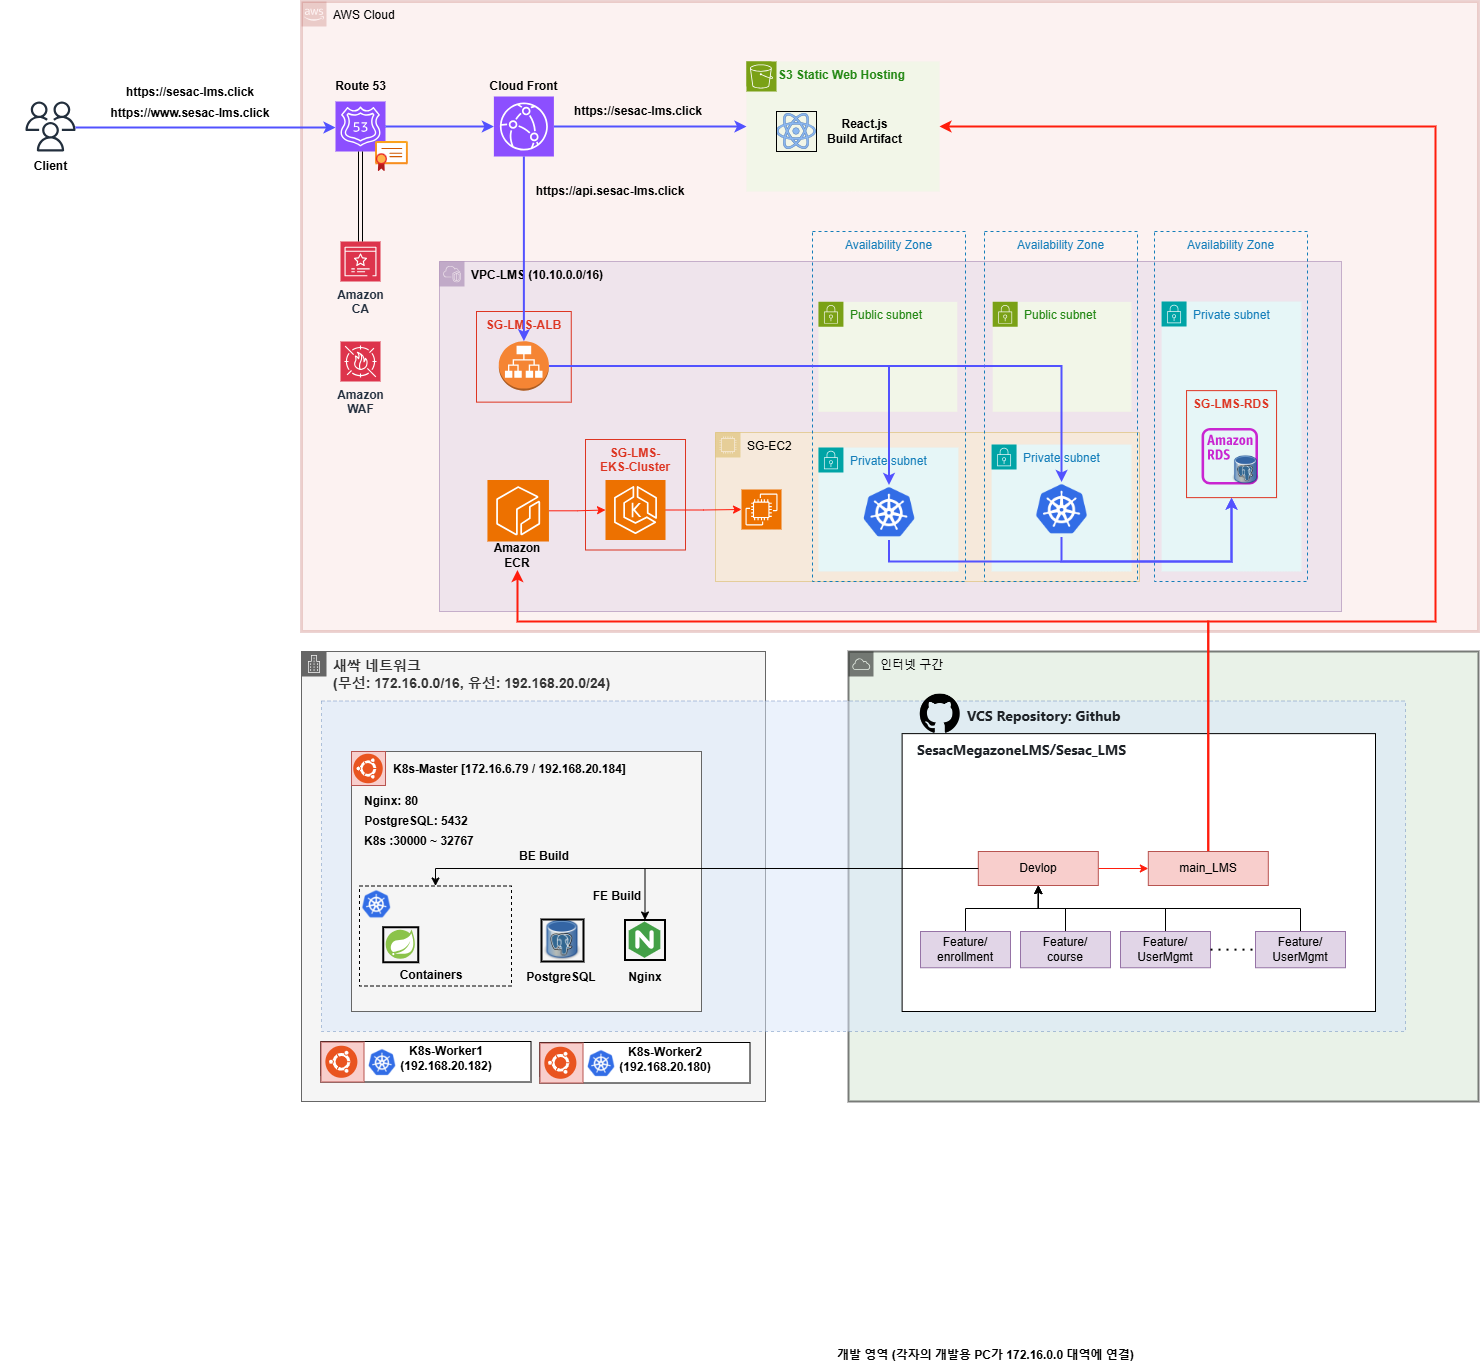 aws
AWS Cloud
https://sesac-lms.click
https://www.sesac-lms.click
Client
Route 53
53
Cloud Front
https://sesac-lms.click
https://api.sesac-lms.click
S3 Static Web Hosting
React.js
Build Artifact
Amazon
CA
Amazon
WAF
Availability Zone
Availability Zone
Availability Zone
VPC-LMS (10.10.0.0/16)
SG-LMS-ALB
Public subnet
Public subnet
Private subnet
SG-LMS-RDS
Amazon
RDS
SG-LMS-
EKS-Cluster
K
SG-EC2
Private subnet
Private subnet
Amazon
ECR
새싹 네트워크
(무선: 172.16.0.0/16, 유선: 192.168.20.0/24)
K8s-Master [172.16.6.79 / 192.168.20.184]
Nginx: 80
PostgreSQL: 5432
K8s :30000 ~ 32767
BE Build
FE Build
Containers
PostgreSQL
N
Nginx
K8s-Worker1
(192.168.20.182)
K8s-Worker2
(192.168.20.180)
인터넷 구간
VCS Repository: Github
SesacMegazoneLMS/Sesac_LMS
Devlop
main_LMS
Feature/
enrollment
Feature/
course
Feature/
UserMgmt
......
Feature/
UserMgmt
개발 영역 (각자의 개발용 PC가 172.16.0.0 대역에 연결)